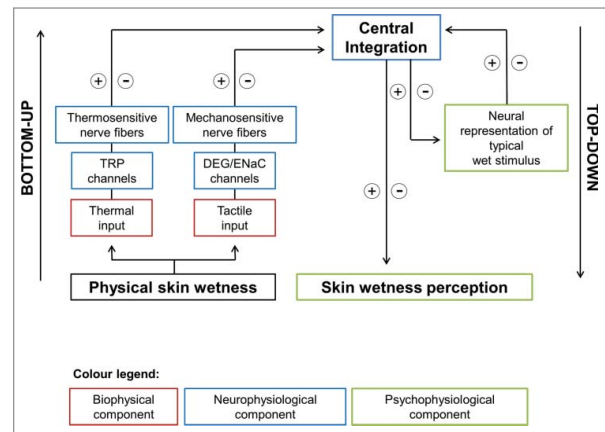 BOTTOM-UP
Central
Integration
TOP-DOWN
+
-
+
-
+
-
+
-
Thermosensitive
nerve fibers
Mechanosensitive
nerve fibers
Neural
representation of
typical
wet stimulus
TRP
channels
DEG/ENaC
channels
+
-
Thermal
input
Tactile
input
Physical skin wetness
Skin wetness perception
Colour legend:
Biophysical
component
Neurophysiological
component
Psychophysiological
component